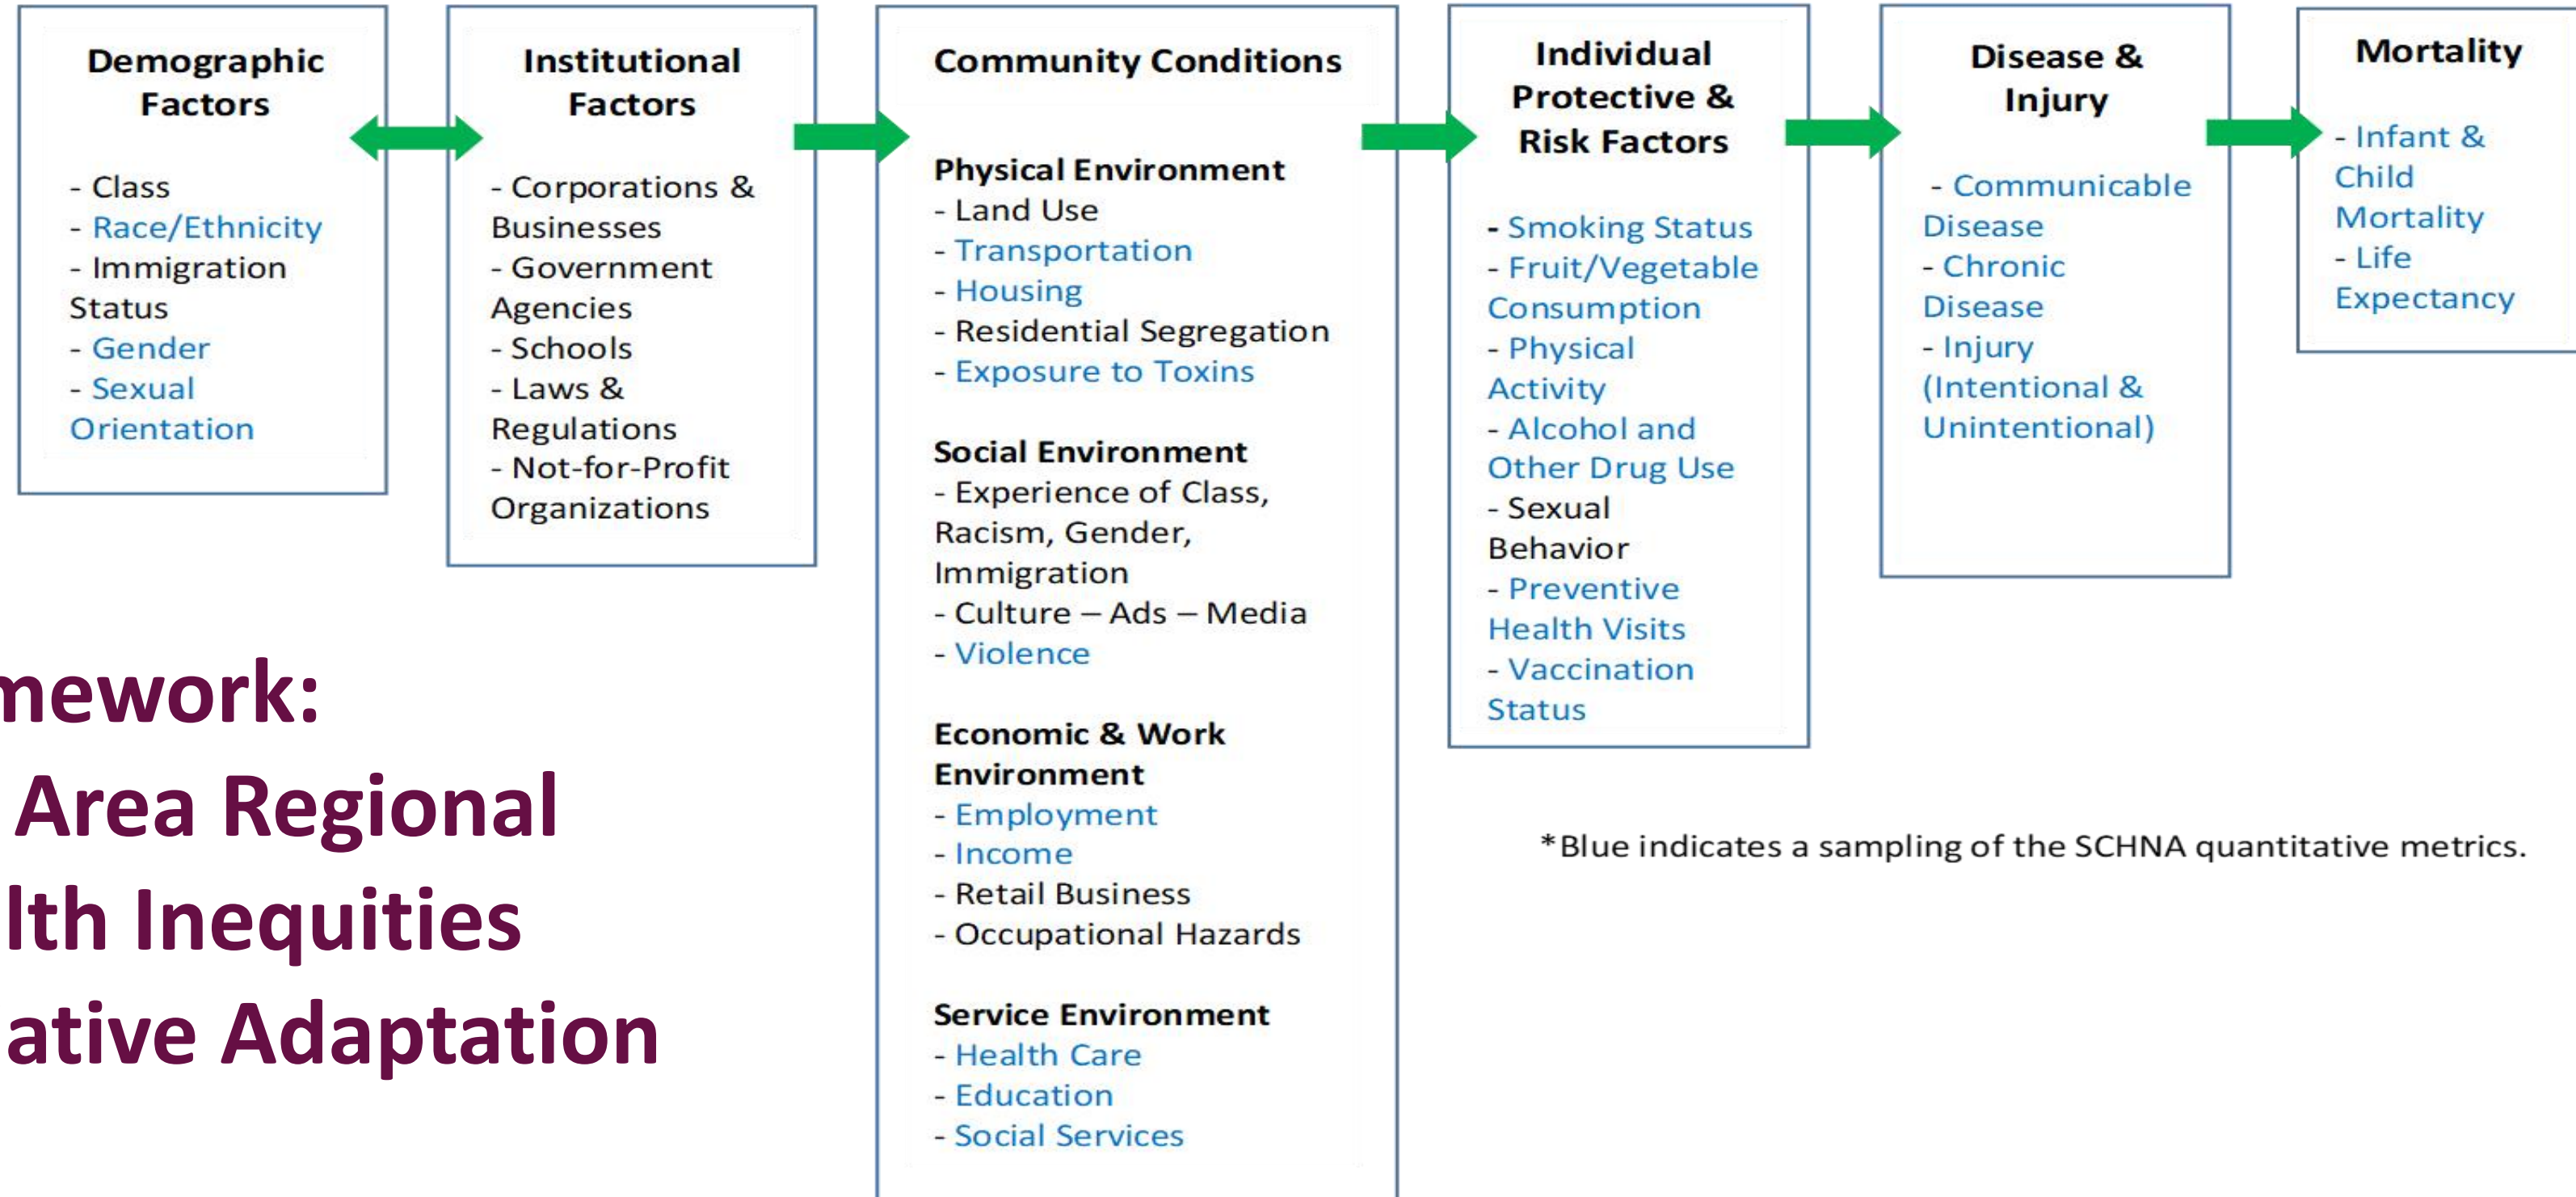 Demographic
Factors
- Class
- Race/Ethnicity
- Immigration
Status
- Gender
- Sexual
Orientation
Institutional
Factors
- Corporations &
Businesses
- Government
Agencies
- Schools
- Laws &
Regulations
- Not-for-Profit
Organizations
Community Conditions
Physical Environment
- Land Use
- Transportation
- Housing
- Residential Segregation
- Exposure to Toxins
Social Environment
- Experience of Class,
Racism, Gender,
Immigration
- Culture – Ads – Media
- Violence
Economic & Work
Environment
- Employment
- Income
- Retail Business
- Occupational Hazards
Service Environment
- Health Care
- Education
- Social Services
Individual
Protective &
Risk Factors
- Smoking Status
- Fruit/Vegetable
Consumption
- Physical
Activity
- Alcohol and
Other Drug Use
- Sexual
Behavior
- Preventive
Health Visits
- Vaccination
Status
Disease &
Injury
- Communicable
Disease
- Chronic
Disease
- Injury
(Intentional &
Unintentional)
Mortality
- Infant &
Child
Mortality
- Life
Expectancy
mework:
Area Regional
lth Inequities
ative Adaptation
*Blue indicates a sampling of the SCHNA quantitative metrics.